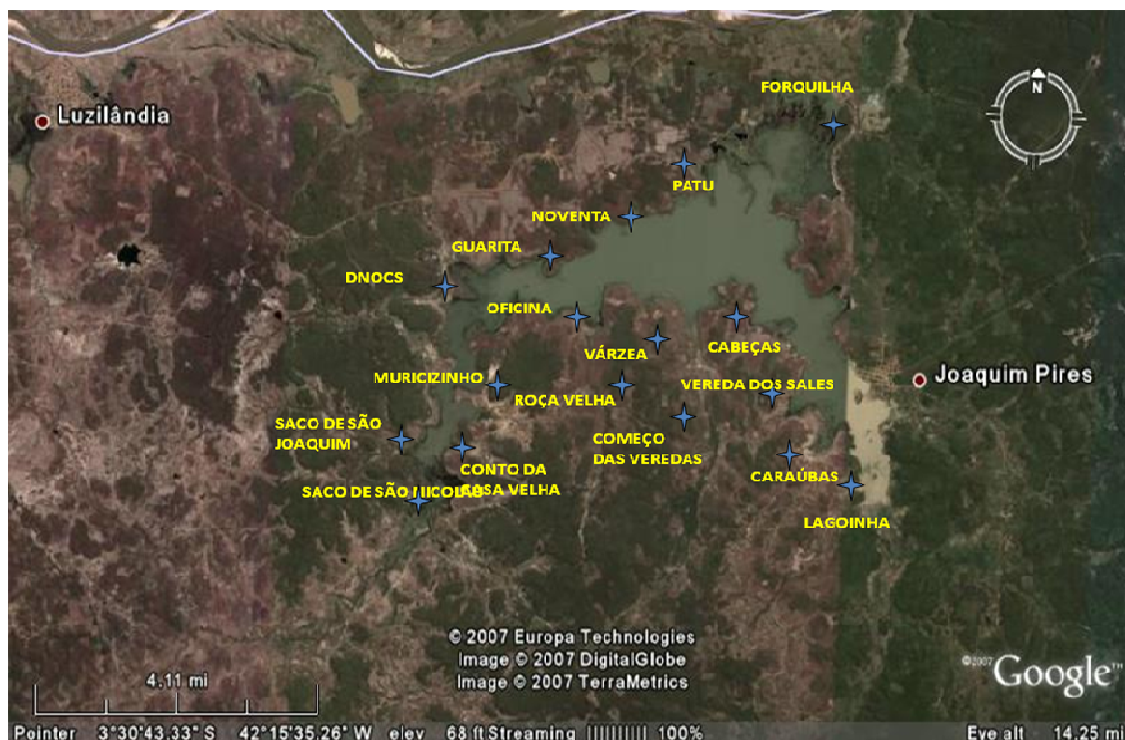 FORQUILHA
N
Luzilândia
PATU
NOVENTA
GUARITA
DNOCS
OFICINA
VÁRZEA
CABEÇAS
Joaquim Pires
MURICIZINHO
ROÇA VELHA
VEREDA DOS SALES
SACO DE SÃO
JOAQUIM
COMEÇO
DAS VEREDAS
CONTO DA
CASA VELHA
CARAÚBAS
SACO DE SÃO NICOLAU
LAGOINHA
© 2007 Europa Technologies
Image © 2007 DigitalGlobe
Image © 2007 TerraMetrics
©2007 Google™
4.11 mi
Pointer 3°30'43.33" S 42°15'35.26" W elev 68 ft Streaming ||||||||| 100% Eye alt 14.25 mi